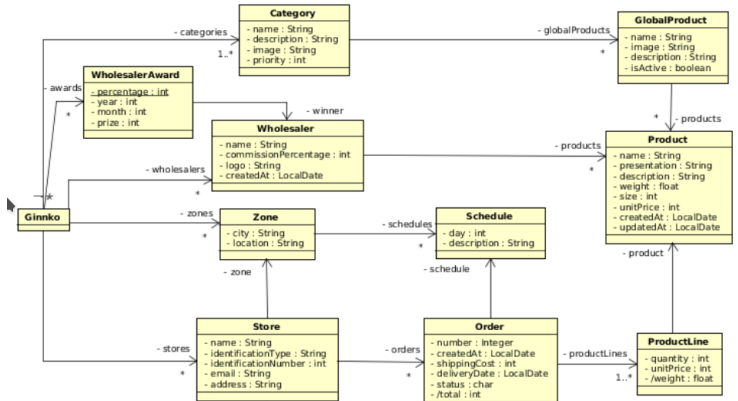 Category
- name : String
- description : String
- image : String
- priority : int
- categories
1..*
- globalProducts
*
GlobalProduct
- name : String
- image : String
- description : String
- isActive : boolean
WholesalerAward
- percentage : int
- year : int
- month : int
- prize : int
- awards
*
- winner
* - products
Wholesaler
- name : String
- commissionPercentage : int
- logo : String
- createdAt : LocalDate
- wholesalers
*
- products
*
Product
- name : String
- presentation : String
- description : String
- weight : float
- size : int
- unitPrice : int
- createdAt : LocalDate
- updatedAt : LocalDate
Ginnko
- zones
*
Zone
- city : String
- location : String
- schedules
*
Schedule
- day : int
- description : String
- zone
- schedule
- product
Store
- name : String
- identificationType : String
- identificationNumber : int
- email : String
- address : String
- stores
*
- orders
*
Order
- number : Integer
- createdAt : LocalDate
- shippingCost : int
- deliveryDate : LocalDate
- status : char
- /total : int
- productLines
1..*
ProductLine
- quantity : int
- unitPrice : int
- /weight : float